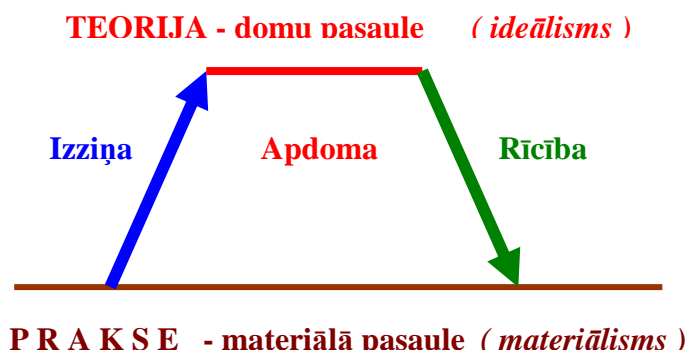 TEORIJA - domu pasaule ( ideālisms )
Izziņa Apdoma Rīcība
P R A K S E - materiālā pasaule ( materiālisms )